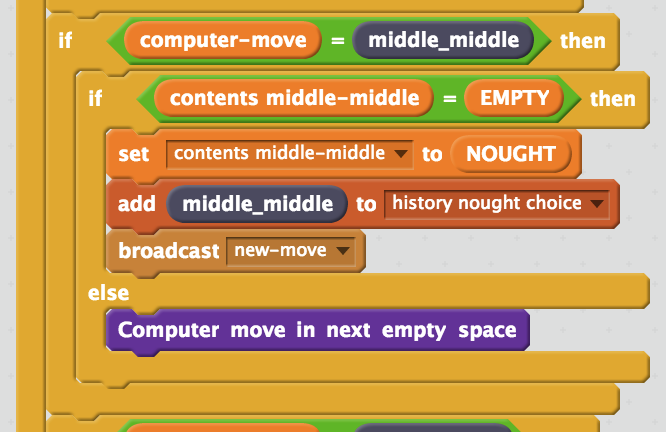 if computer-move = middle_middle then
if contents middle-middle = EMPTY then
set contents middle-middle to NOUGHT
add middle_middle to history nought choice
broadcast new-move
else
Computer move in next empty space